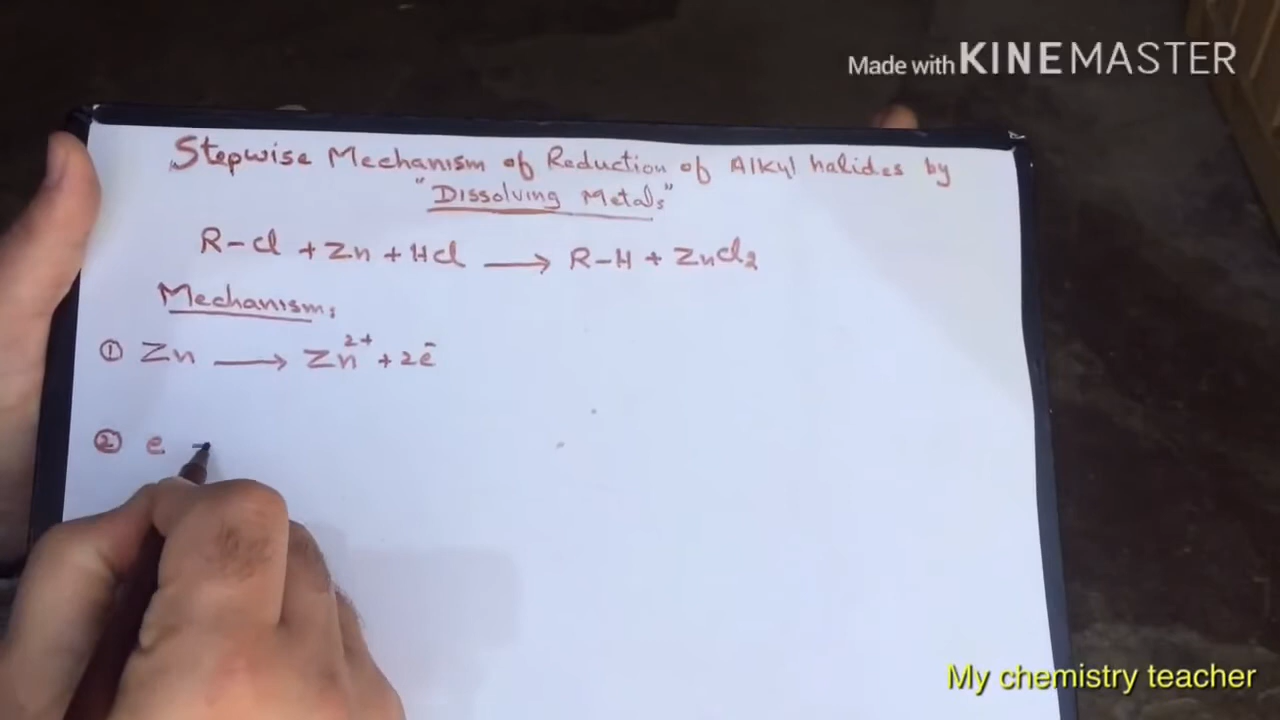 Made with KINEMASTER
Stepwise Mechanism of Reduction of Alkyl halides by
"Dissolving Metals"
R-Cl + Zn + HCl ⟶ R-H + ZnCl₂
Mechanism:
① Zn ⟶ Zn²⁺ + 2e⁻
② e -
My chemistry teacher